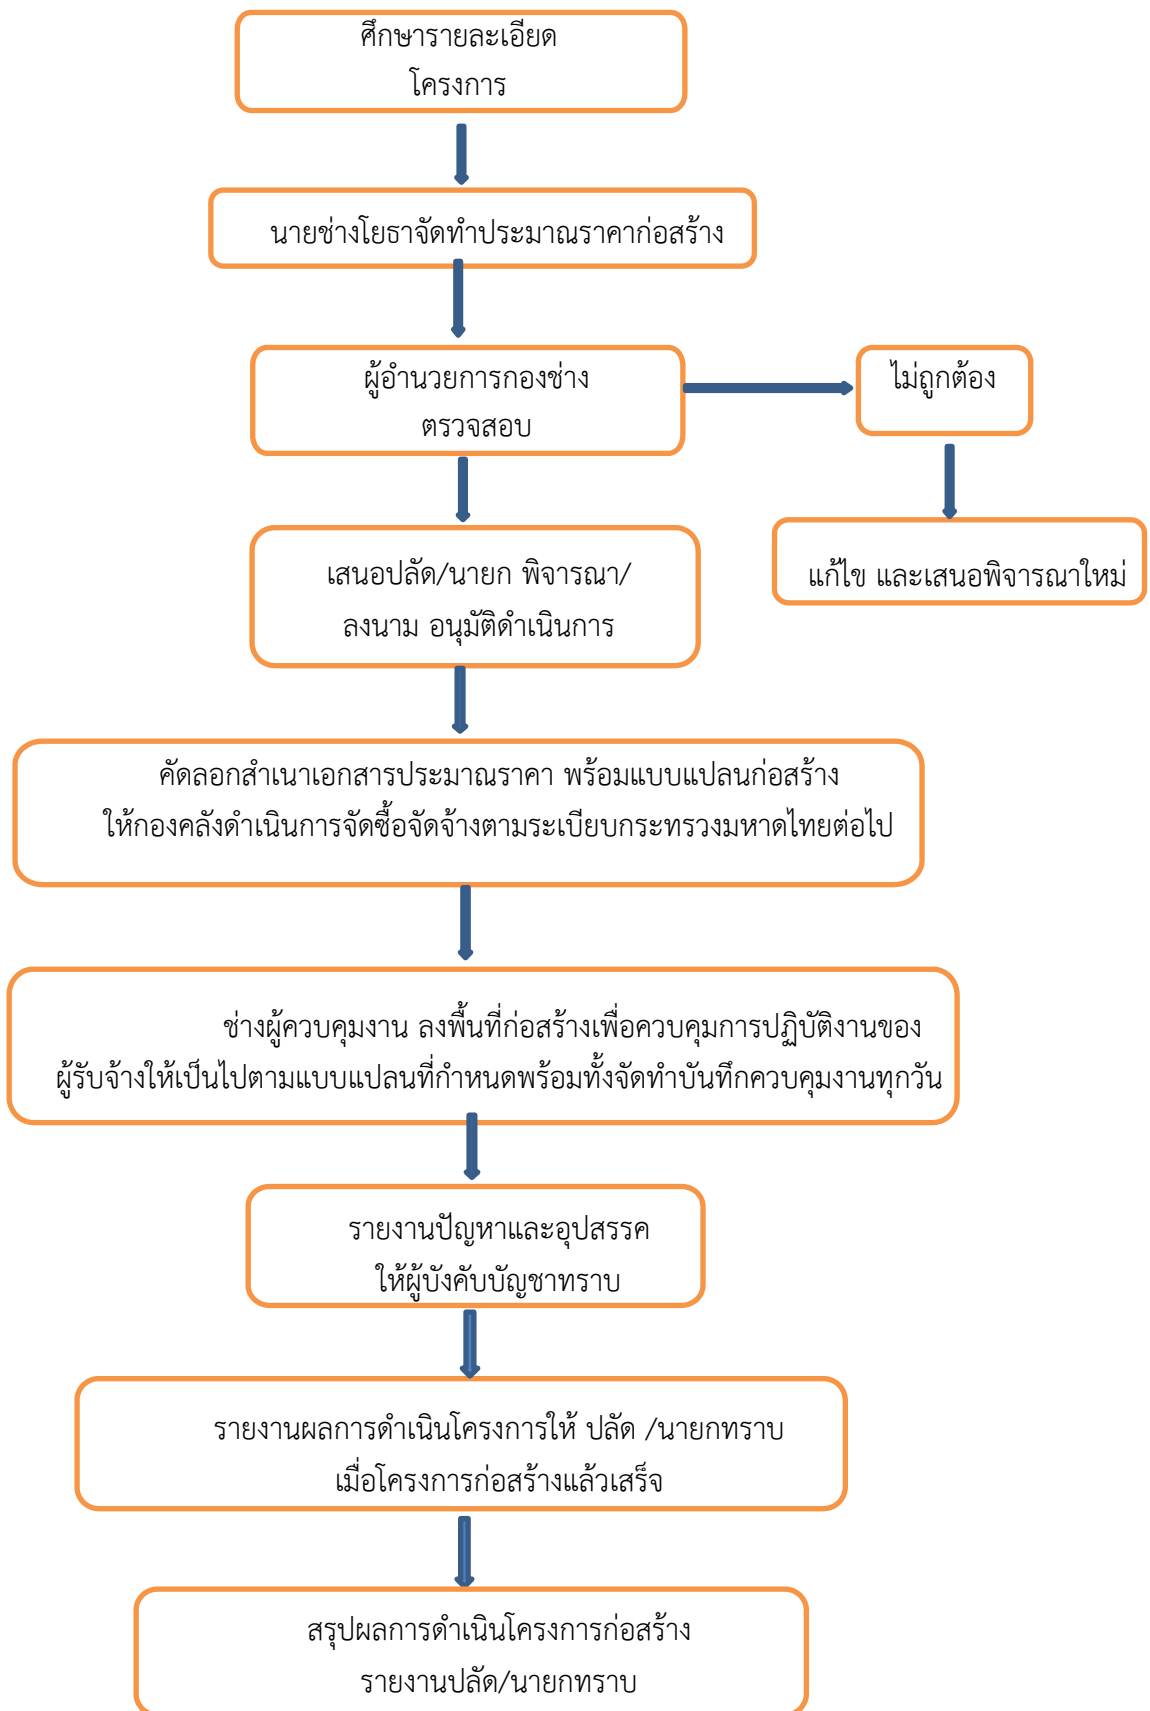 ศึกษารายละเอียด
โครงการ
นายช่างโยธาจัดทำประมาณราคาก่อสร้าง
ผู้อำนวยการกองช่าง
ตรวจสอบ
ไม่ถูกต้อง
แก้ไข และเสนอพิจารณาใหม่
เสนอปลัด/นายก พิจารณา/
ลงนาม อนุมัติดำเนินการ
คัดลอกสำเนาเอกสารประมาณราคา พร้อมแบบแปลนก่อสร้าง
ให้กองคลังดำเนินการจัดซื้อจัดจ้างตามระเบียบกระทรวงมหาดไทยต่อไป
ช่างผู้ควบคุมงาน ลงพื้นที่ก่อสร้างเพื่อควบคุมการปฏิบัติงานของ
ผู้รับจ้างให้เป็นไปตามแบบแปลนที่กำหนดพร้อมทั้งจัดทำบันทึกควบคุมงานทุกวัน
รายงานปัญหาและอุปสรรค
ให้ผู้บังคับบัญชาทราบ
รายงานผลการดำเนินโครงการให้ ปลัด /นายกทราบ
เมื่อโครงการก่อสร้างแล้วเสร็จ
สรุปผลการดำเนินโครงการก่อสร้าง
รายงานปลัด/นายกทราบ